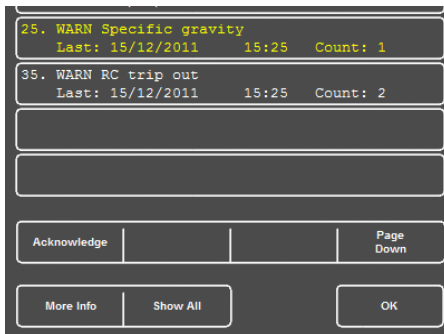 25. WARN Specific gravity
Last: 15/12/2011 15:25 Count: 1
35. WARN RC trip out
Last: 15/12/2011 15:25 Count: 2
Acknowledge
Page
Down
More Info
Show All
OK